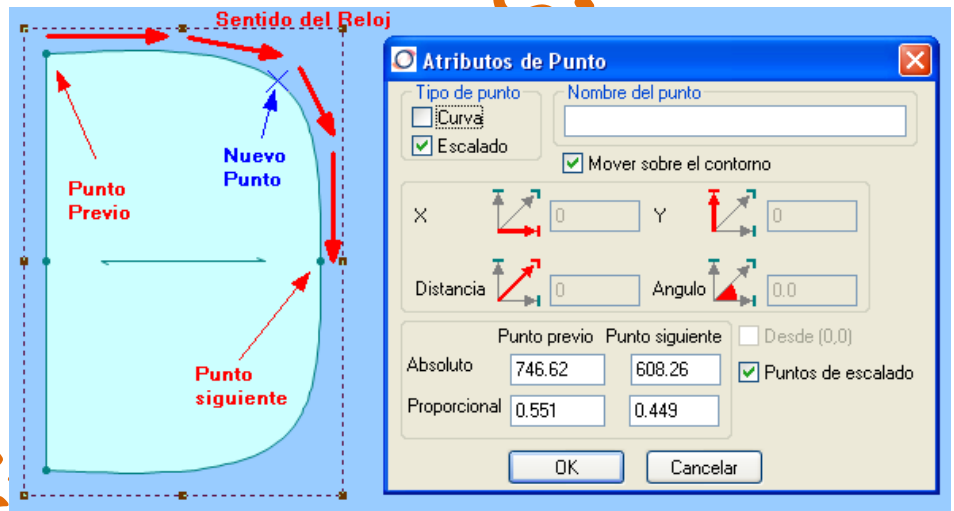 Sentido del Reloj
Nuevo
Punto
Punto
Previo
Punto
siguiente
Atributos de Punto
Tipo de punto
Nombre del punto
Curva
Escalado
Mover sobre el contorno
X 0 Y 0
Distancia 0 Angulo 0.0
Punto previo Punto siguiente Desde (0,0)
Absoluto 746.62 608.26 Puntos de escalado
Proporcional 0.551 0.449
OK Cancelar